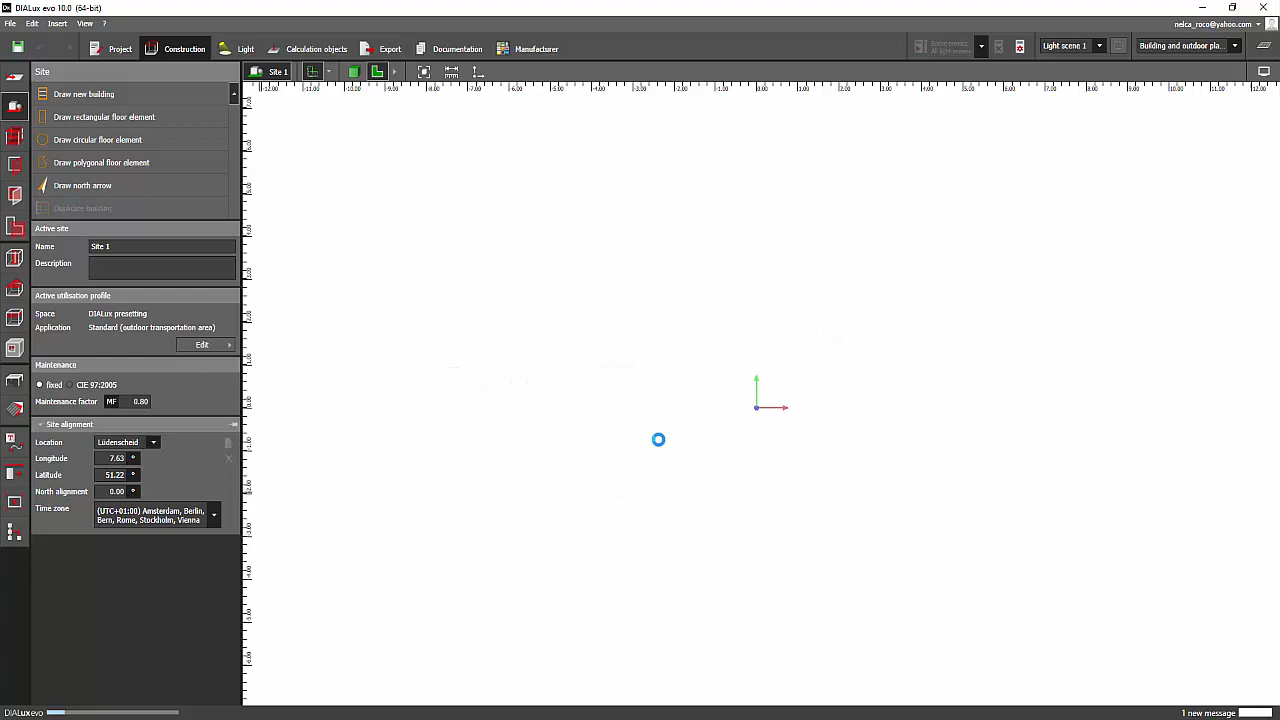 DIALux evo 10.0 (64-bit)
File Edit Insert View ?
nelca_roco@yahoo.com
Project Construction Light Calculation objects Export Documentation Manufacturer
Light scene 1
Building and outdoor pla...
Site
Site 1
Draw new building
Draw rectangular floor element
Draw circular floor element
Draw polygonal floor element
Draw north arrow
Duplicate building
Active site
Name Site 1
Description
Active utilisation profile
Space DIALux presetting
Application Standard (outdoor transportation area)
Edit
Maintenance
fixed CIE 97:2005
Maintenance factor MF 0.80
Site alignment
Location Lüdenscheid
Longitude 7.63 °
Latitude 51.22 °
North alignment 0.00 °
Time zone (UTC+01:00) Amsterdam, Berlin,
Bern, Rome, Stockholm, Vienna
DIALux evo
1 new message